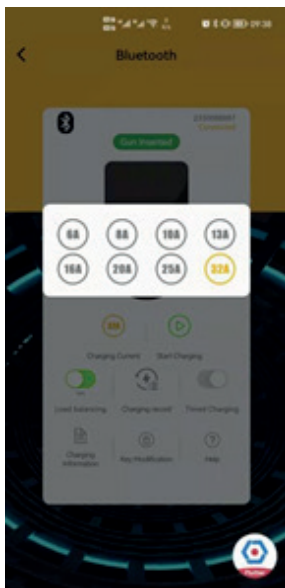 09:38
Bluetooth
Connected
Gun Inserted
6A 8A 10A 13A
16A 20A 25A 32A
Charging Current Start Charging
Load balancing Charging record Timed Charging
Charging Information Key Modification Help